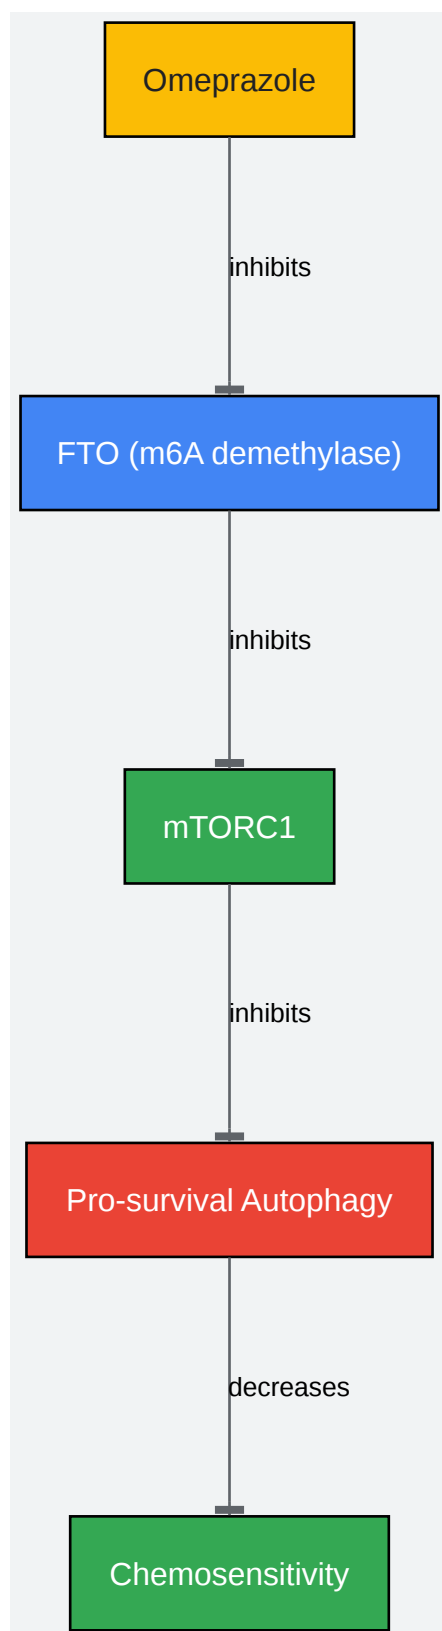 Omeprazole
inhibits
FTO (m6A demethylase)
inhibits
mTORC1
inhibits
Pro-survival Autophagy
decreases
Chemosensitivity